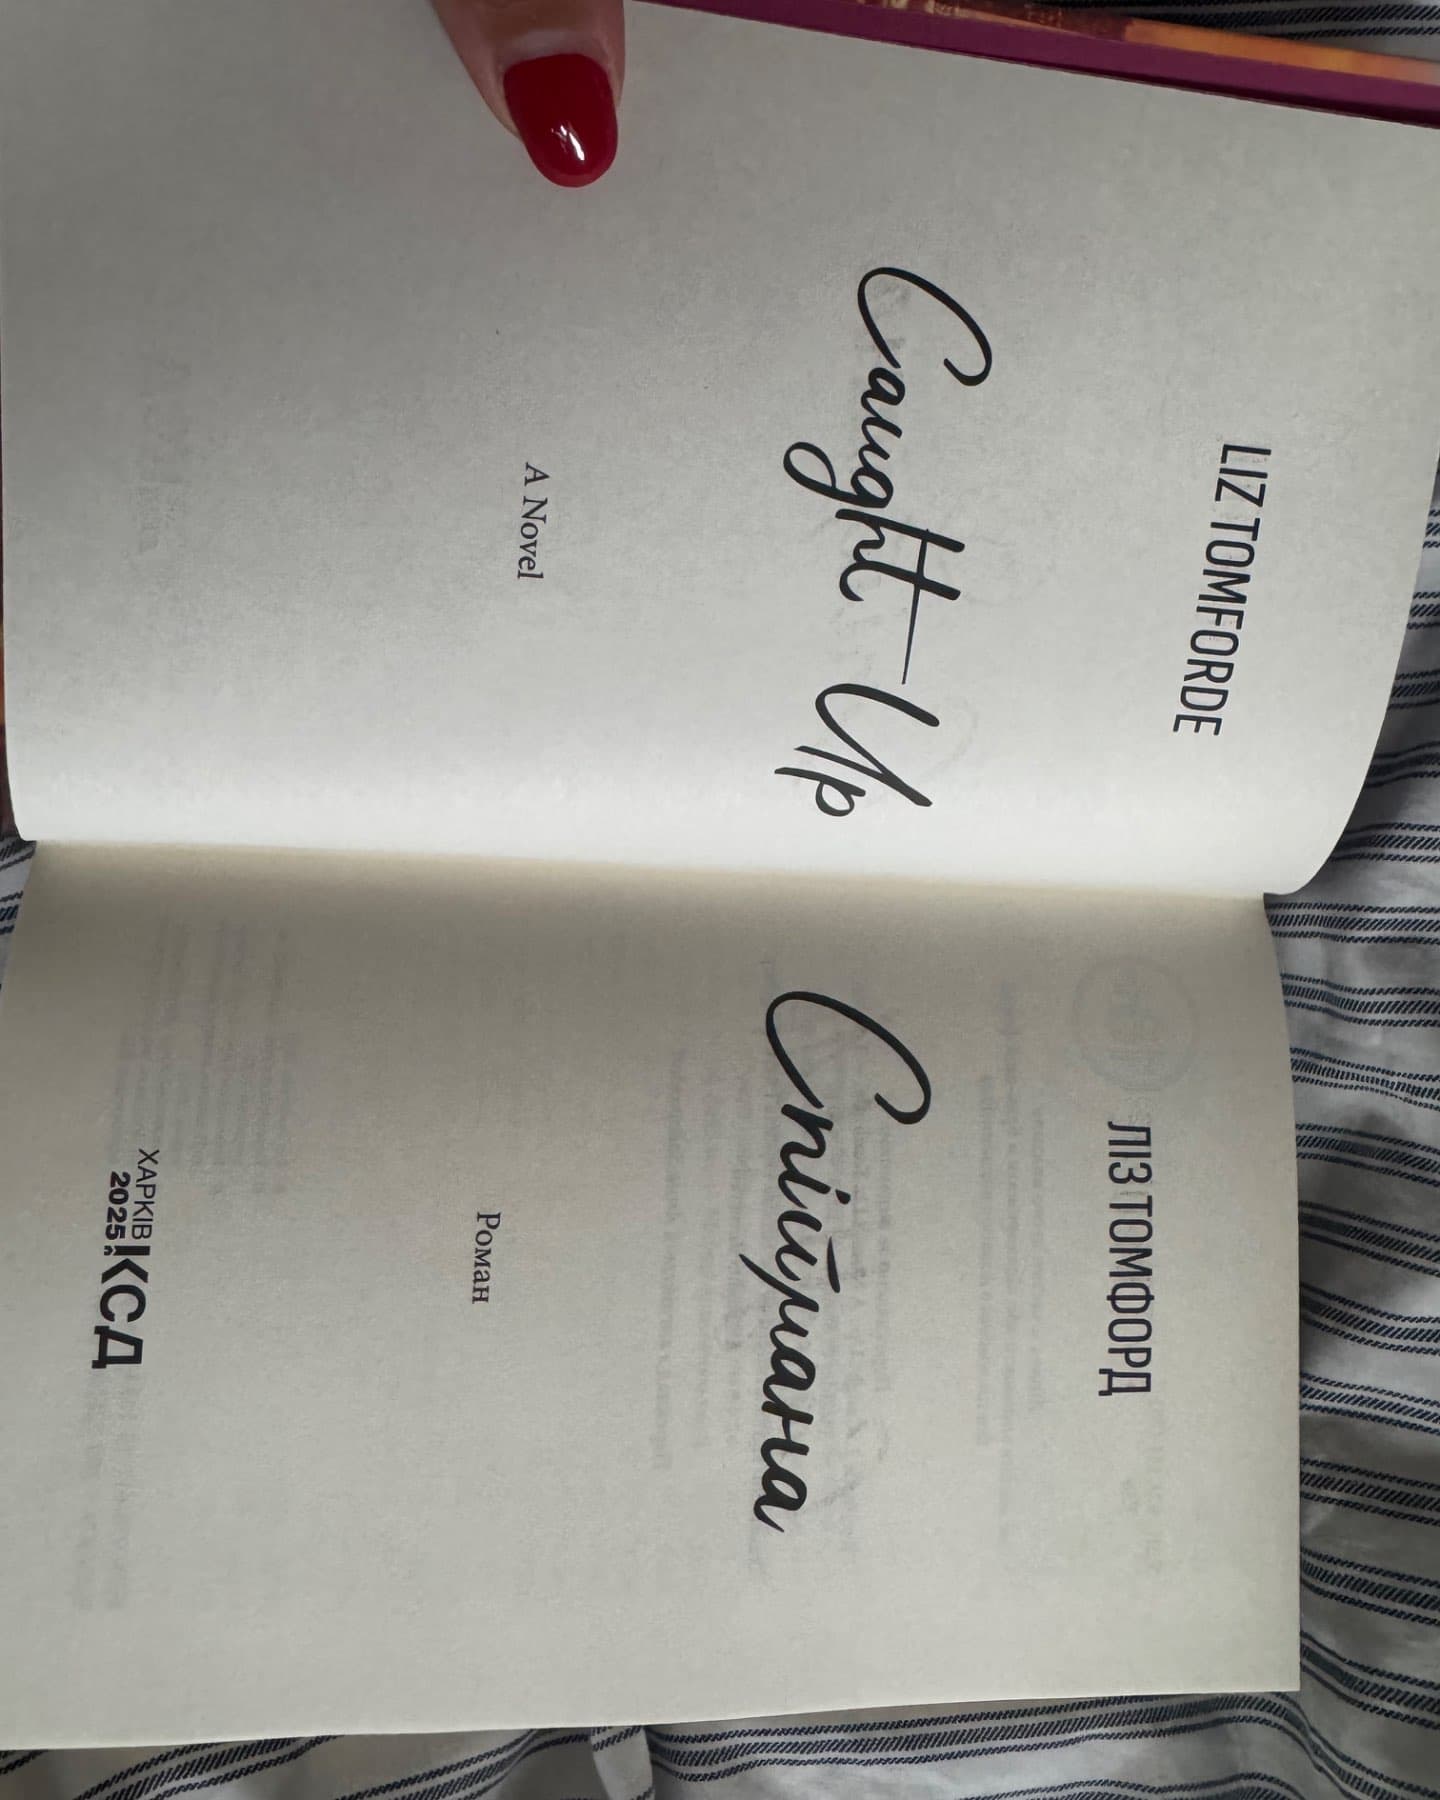 LIZ TOMFORDE
Caught Up
A Novel
ЛІЗ ТОМФОРД
Спіймана
Роман
ХАРКІВ
2025
КСД